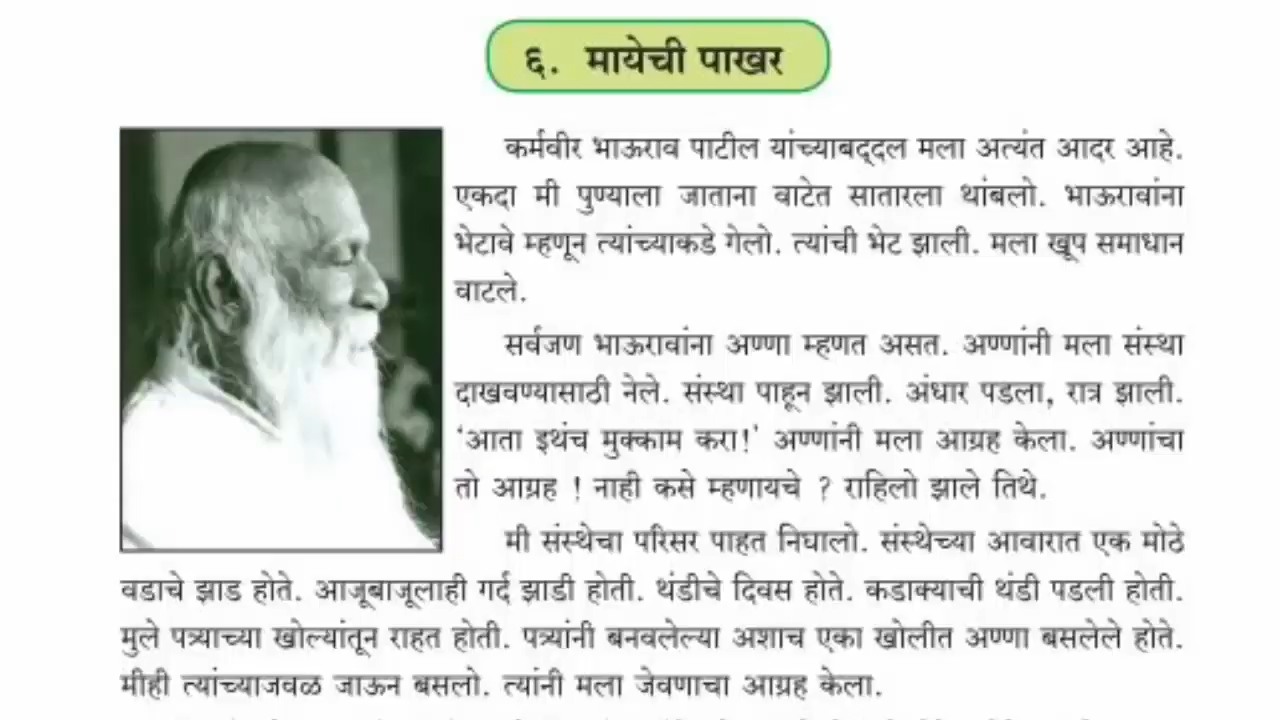 ६. मायेची पाखर
कर्मवीर भाऊराव पाटील यांच्याबद्‌दल मला अत्यंत आदर आहे.
एकदा मी पुण्याला जाताना वाटेत सातारला थांबलो. भाऊरावांना
भेटावे म्हणून त्यांच्याकडे गेलो. त्यांची भेट झाली. मला खूप समाधान
वाटले.
सर्वजण भाऊरावांना अण्णा म्हणत असत. अण्णांनी मला संस्था
दाखवण्यासाठी नेले. संस्था पाहून झाली. अंधार पडला, रात्र झाली.
‘आता इथंच मुक्काम करा!’ अण्णांनी मला आग्रह केला. अण्णांचा
तो आग्रह ! नाही कसे म्हणायचे ? राहिलो झाले तिथे.
मी संस्थेचा परिसर पाहत निघालो. संस्थेच्या आवारात एक मोठे
वडाचे झाड होते. आजूबाजूलाही गर्द झाडी होती. थंडीचे दिवस होते. कडाक्याची थंडी पडली होती.
मुले पत्र्याच्या खोल्यांतून राहत होती. पत्र्यांनी बनवलेल्या अशाच एका खोलीत अण्णा बसलेले होते.
मीही त्यांच्याजवळ जाऊन बसलो. त्यांनी मला जेवणाचा आग्रह केला.